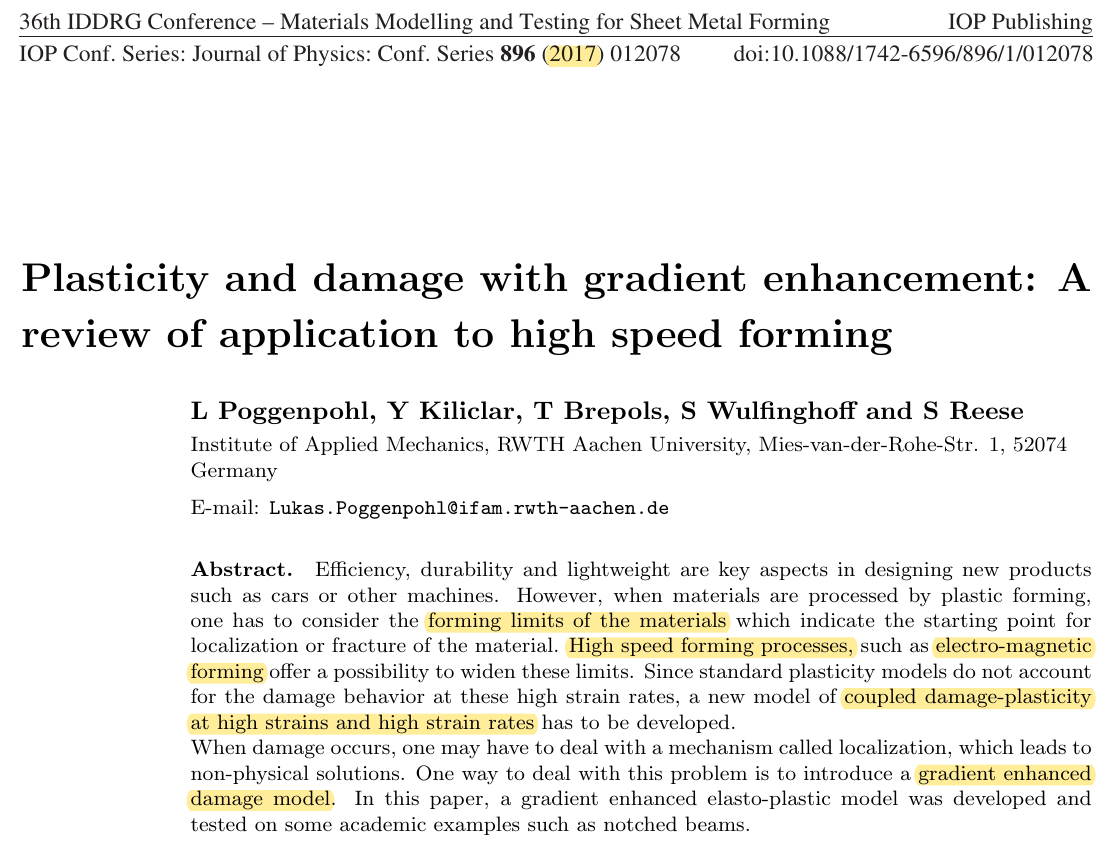 36th IDDRG Conference – Materials Modelling and Testing for Sheet Metal Forming IOP Publishing
IOP Conf. Series: Journal of Physics: Conf. Series 896 (2017) 012078 doi:10.1088/1742-6596/896/1/012078
Plasticity and damage with gradient enhancement: A
review of application to high speed forming
L Poggenpohl, Y Kiliclar, T Brepols, S Wulfinghoff and S Reese
Institute of Applied Mechanics, RWTH Aachen University, Mies-van-der-Rohe-Str. 1, 52074
Germany
E-mail: Lukas.Poggenpohl@ifam.rwth-aachen.de
Abstract. Efficiency, durability and lightweight are key aspects in designing new products
such as cars or other machines. However, when materials are processed by plastic forming,
one has to consider the forming limits of the materials which indicate the starting point for
localization or fracture of the material. High speed forming processes, such as electro-magnetic
forming offer a possibility to widen these limits. Since standard plasticity models do not account
for the damage behavior at these high strain rates, a new model of coupled damage-plasticity
at high strains and high strain rates has to be developed.
When damage occurs, one may have to deal with a mechanism called localization, which leads to
non-physical solutions. One way to deal with this problem is to introduce a gradient enhanced
damage model. In this paper, a gradient enhanced elasto-plastic model was developed and
tested on some academic examples such as notched beams.